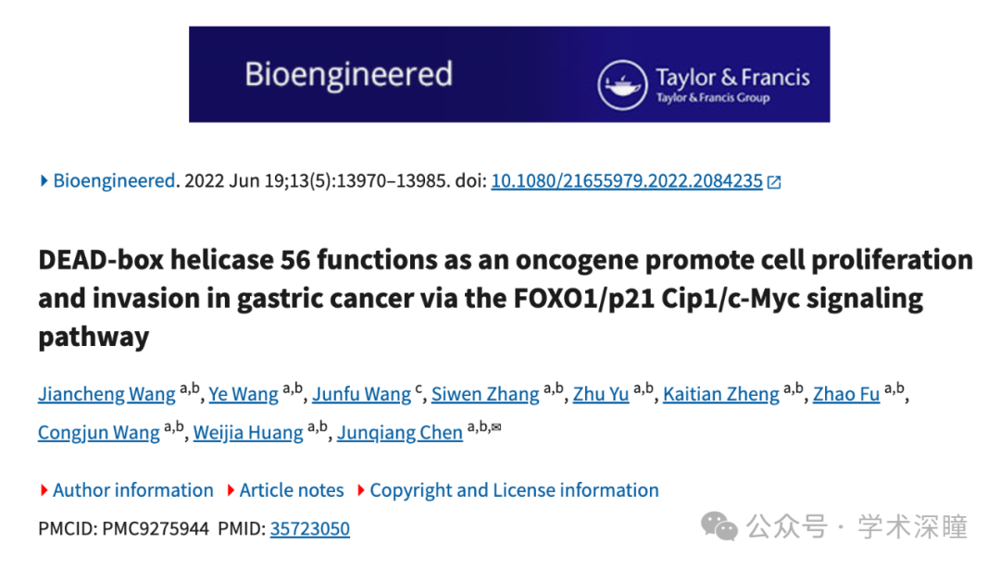 Bioengineered
Taylor & Francis
Taylor & Francis Group
Bioengineered. 2022 Jun 19;13(5):13970–13985. doi: 10.1080/21655979.2022.2084235
DEAD-box helicase 56 functions as an oncogene promote cell proliferation
and invasion in gastric cancer via the FOXO1/p21 Cip1/c-Myc signaling
pathway
Jiancheng Wang a,b, Ye Wang a,b, Junfu Wang c, Siwen Zhang a,b, Zhu Yu a,b, Kaitian Zheng a,b, Zhao Fu a,b,
Congjun Wang a,b, Weijia Huang a,b, Junqiang Chen a,b,✉
Author information Article notes Copyright and License information
PMCID: PMC9275944 PMID: 35723050
公众号 · 学术深瞳